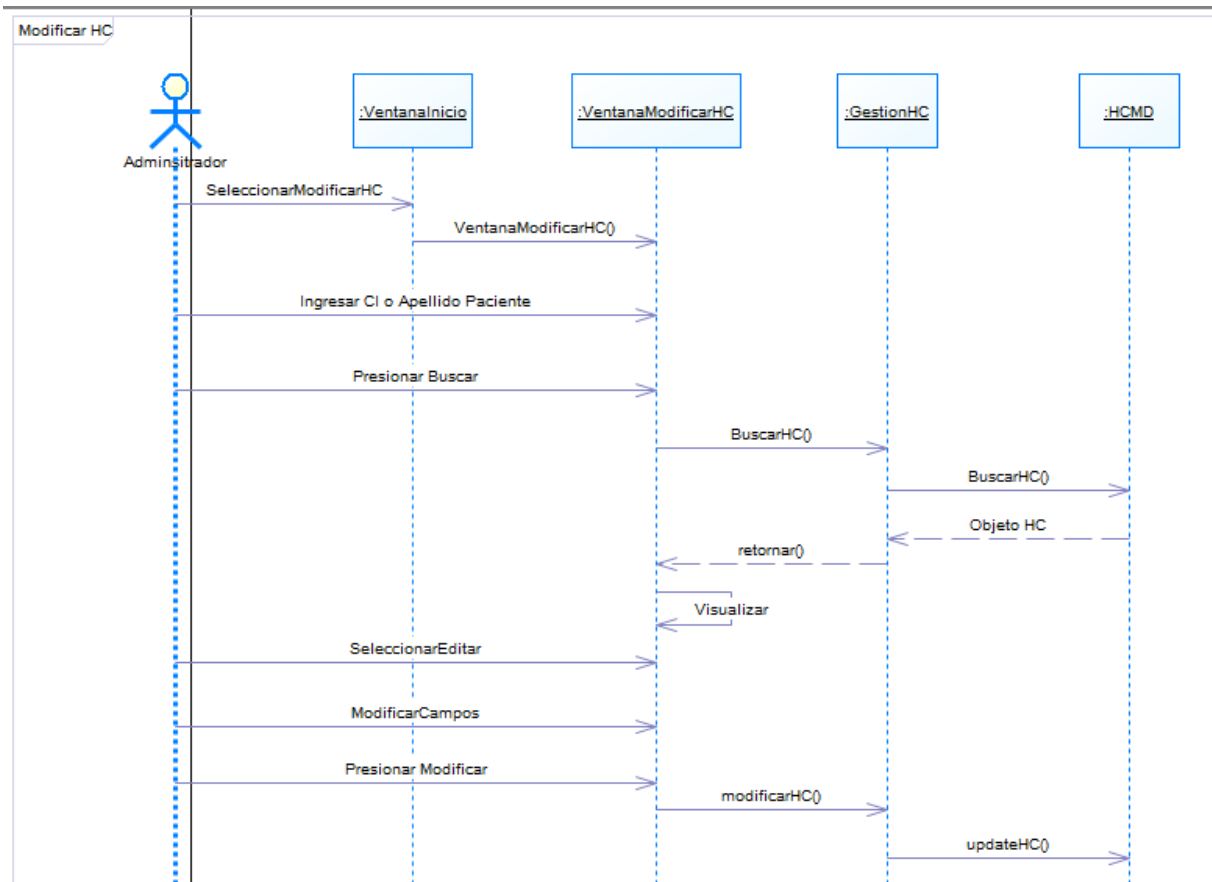 Modificar HC
:VentanaInicio
:VentanaModificarHC
:GestionHC
:HCMD
Adminsitrador
SeleccionarModificarHC
VentanaModificarHC()
Ingresar CI o Apellido Paciente
Presionar Buscar
BuscarHC()
BuscarHC()
Objeto HC
retornar()
Visualizar
SeleccionarEditar
ModificarCampos
Presionar Modificar
modificarHC()
updateHC()